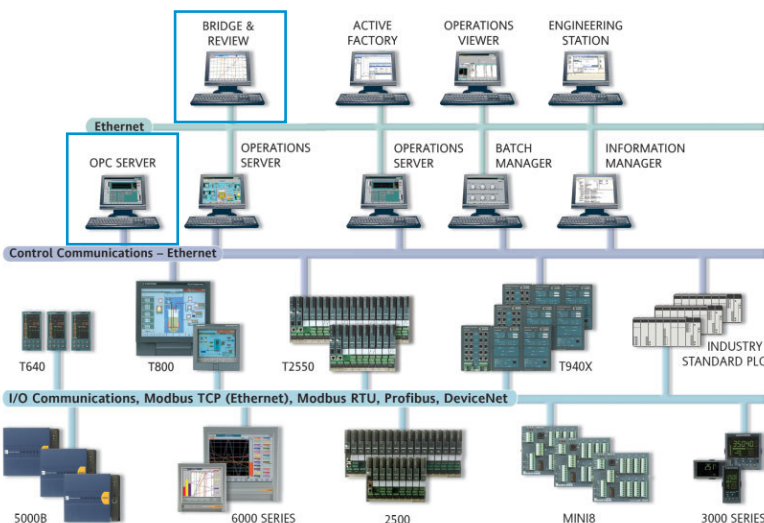 BRIDGE &
REVIEW
ACTIVE
FACTORY
OPERATIONS
VIEWER
ENGINEERING
STATION
Ethernet
OPC SERVER
OPERATIONS
SERVER
OPERATIONS
SERVER
BATCH
MANAGER
INFORMATION
MANAGER
Control Communications – Ethernet
T640
T800
T2550
T940X
INDUSTRY
STANDARD PLC
I/O Communications, Modbus TCP (Ethernet), Modbus RTU, Profibus, DeviceNet
5000B
6000 SERIES
2500
MINI8
3000 SERIES